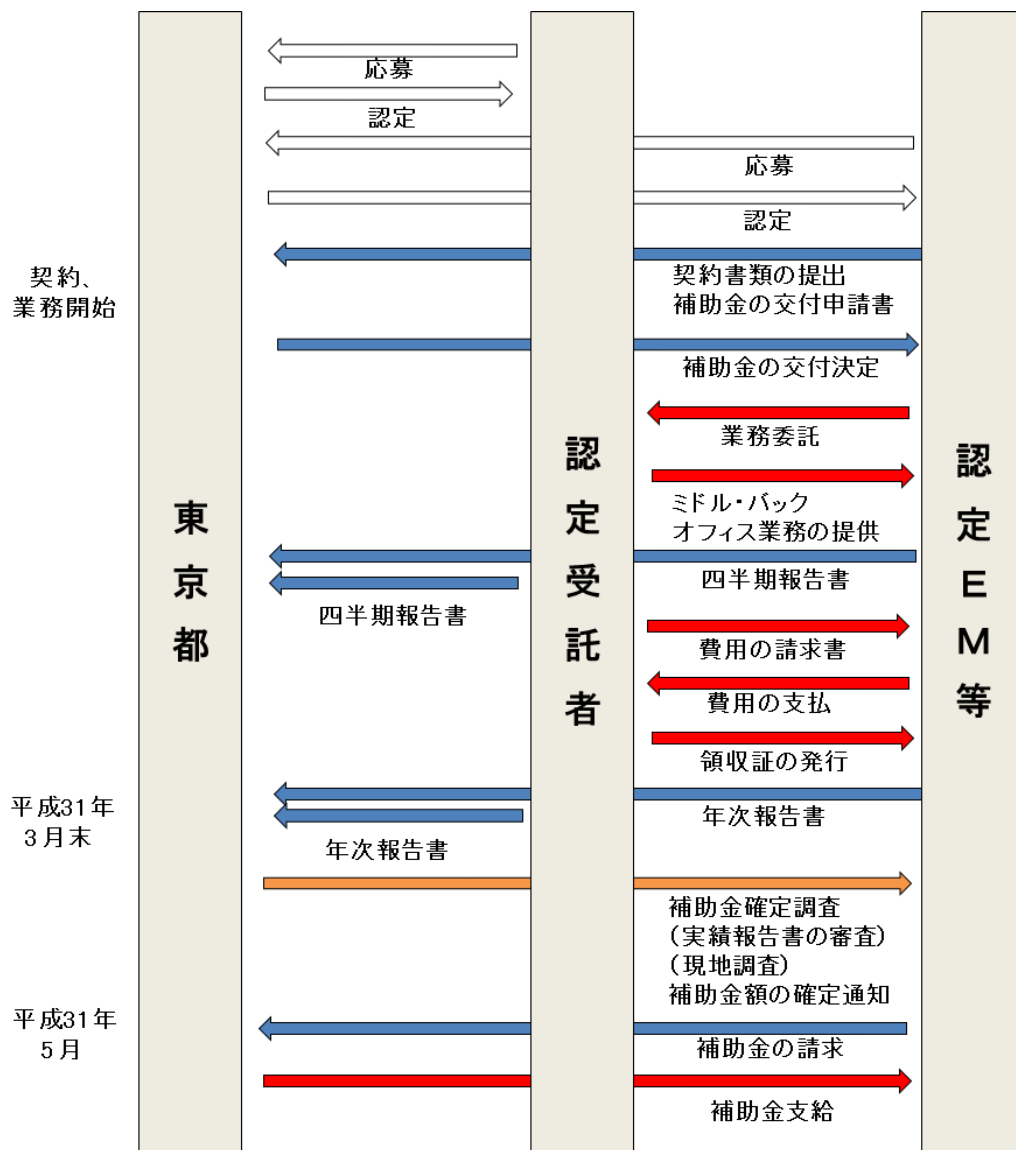 応募
認定
応募
認定
契約、
業務開始
契約書類の提出
補助金の交付申請書
補助金の交付決定
業務委託
ミドル・バック
オフィス業務の提供
四半期報告書
四半期報告書
費用の請求書
費用の支払
領収証の発行
東京都
認定受託者
認定EM等
平成31年
3月末
年次報告書
年次報告書
補助金確定調査
(実績報告書の審査)
(現地調査)
補助金額の確定通知
平成31年
5月
補助金の請求
補助金支給